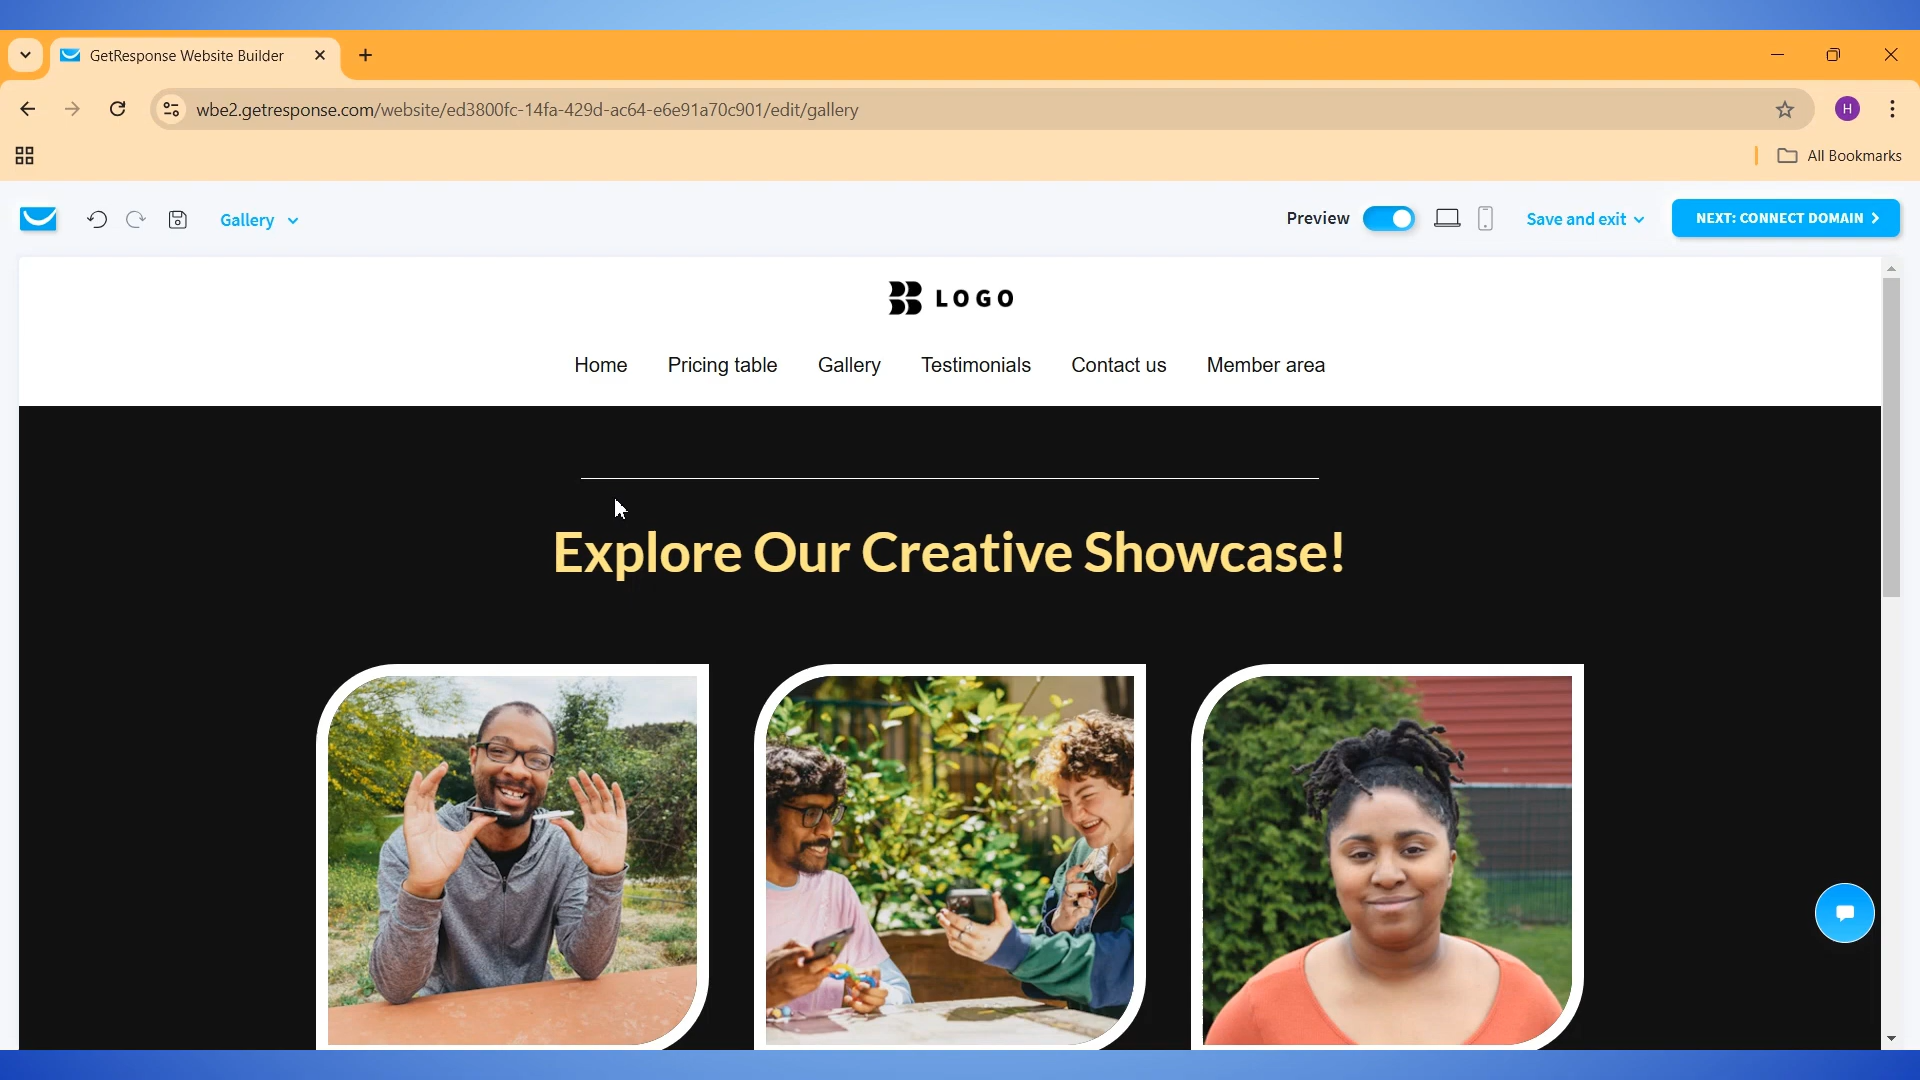 GetResponse Website Builder
wbe2.getresponse.com/website/ed3800fc-14fa-429d-ac64-e6e91a70c901/edit/gallery
H
All Bookmarks
Gallery
Preview
Save and exit
NEXT: CONNECT DOMAIN
LOGO
Home Pricing table Gallery Testimonials Contact us Member area
Explore Our Creative Showcase!